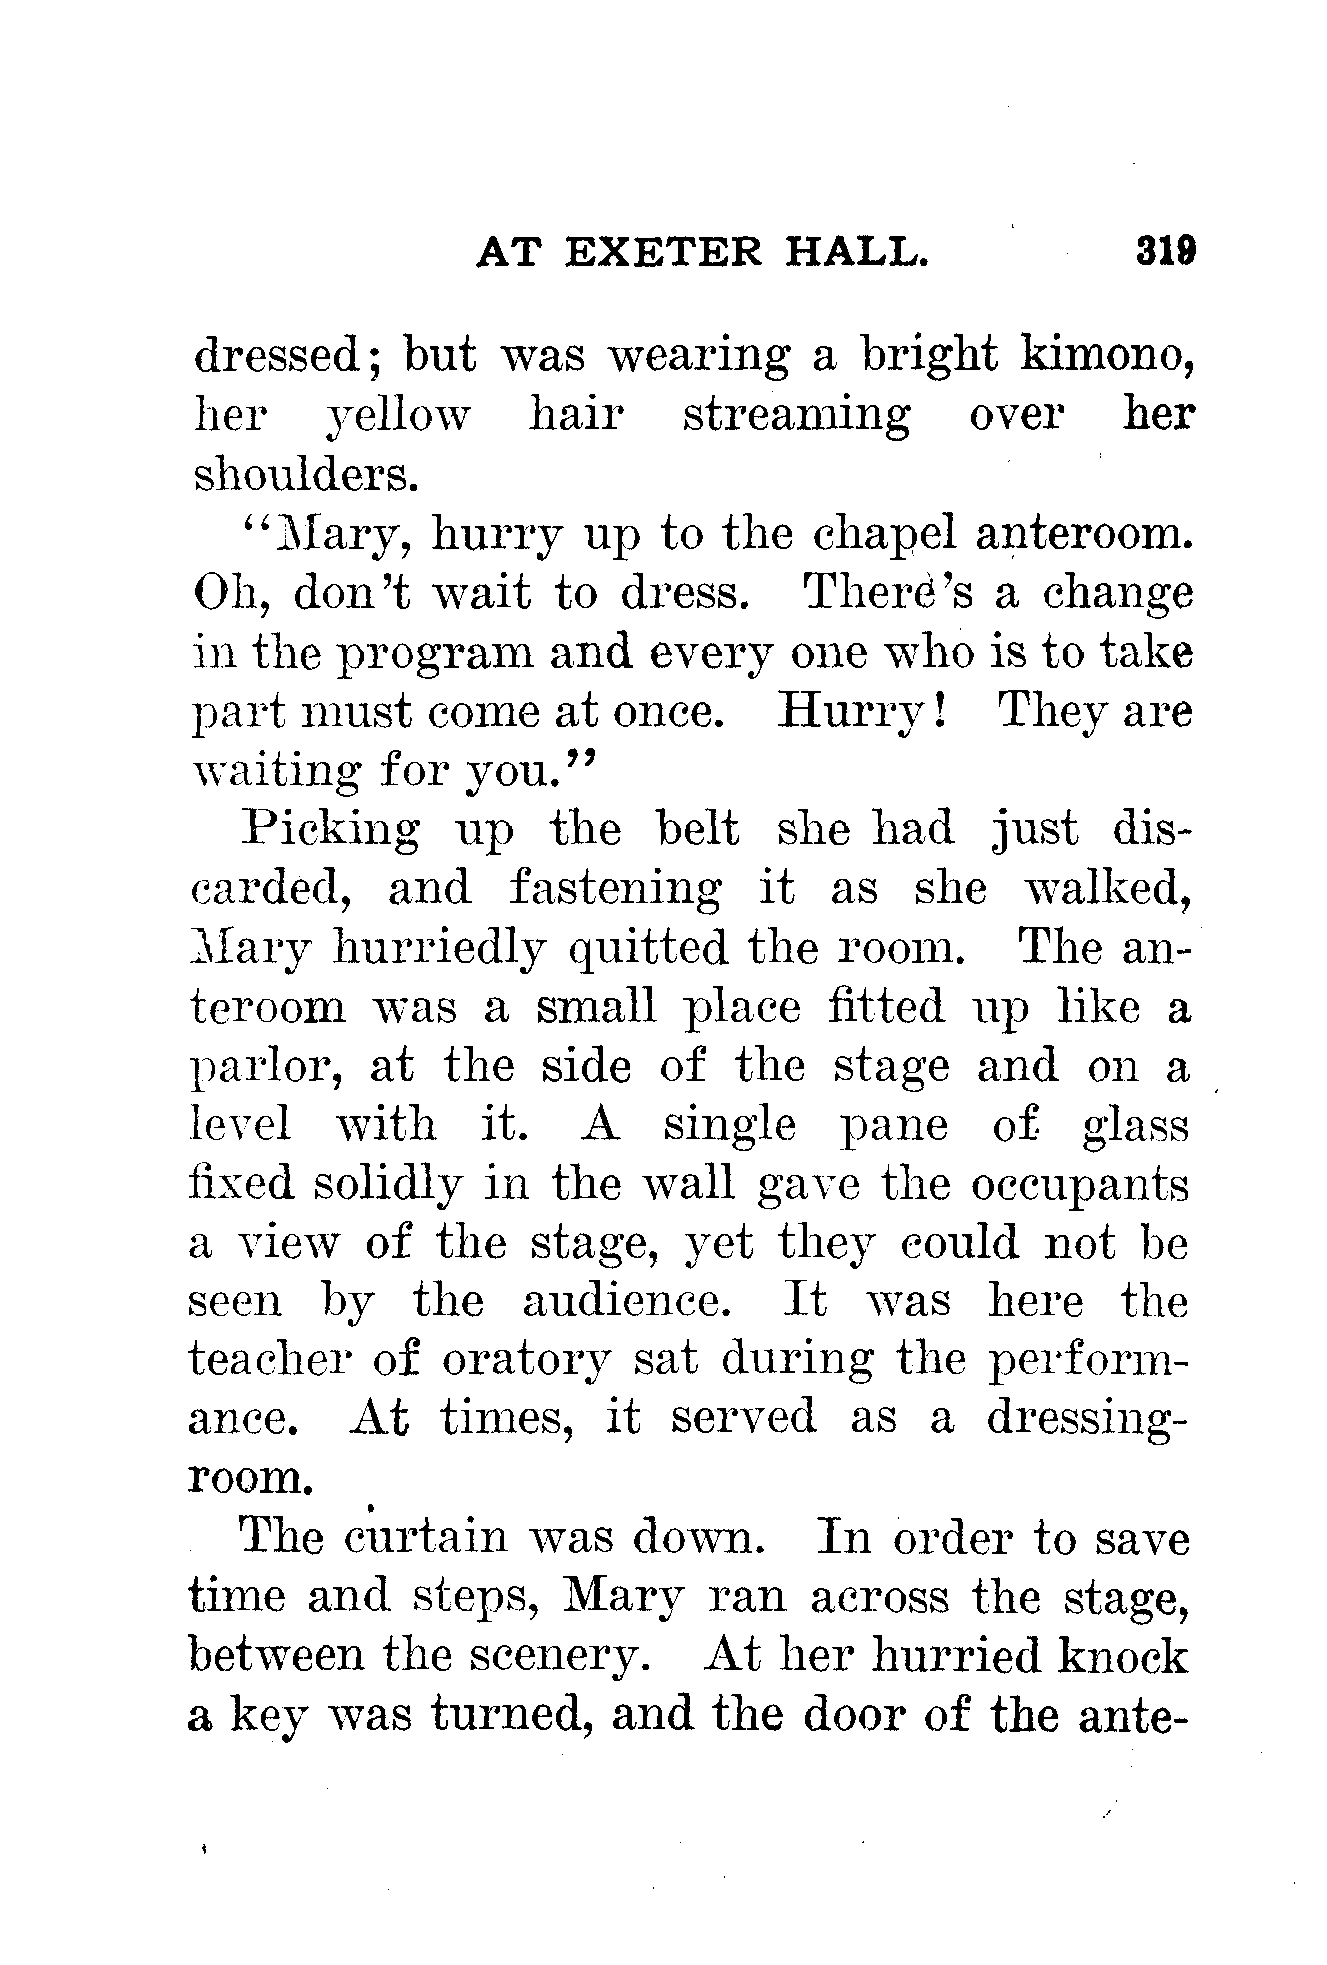 AT EXETER HALL. 319
dressed; but was wearing a bright kimono,
her yellow hair streaming over her
shoulders.
"Mary, hurry up to the chapel anteroom.
Oh, don't wait to dress. There's a change
in the program and every one who is to take
part must come at once. Hurry! They are
waiting for you."
Picking up the belt she had just dis-
carded, and fastening it as she walked,
Mary hurriedly quitted the room. The an-
teroom was a small place fitted up like a
parlor, at the side of the stage and on a
level with it. A single pane of glass
fixed solidly in the wall gave the occupants
a view of the stage, yet they could not be
seen by the audience. It was here the
teacher of oratory sat during the perform-
ance. At times, it served as a dressing-
room.
The curtain was down. In order to save
time and steps, Mary ran across the stage,
between the scenery. At her hurried knock
a key was turned, and the door of the ante-